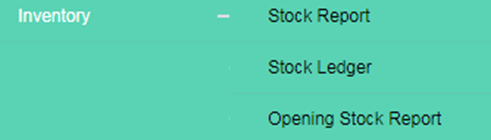 Inventory
Stock Report
Stock Ledger
Opening Stock Report